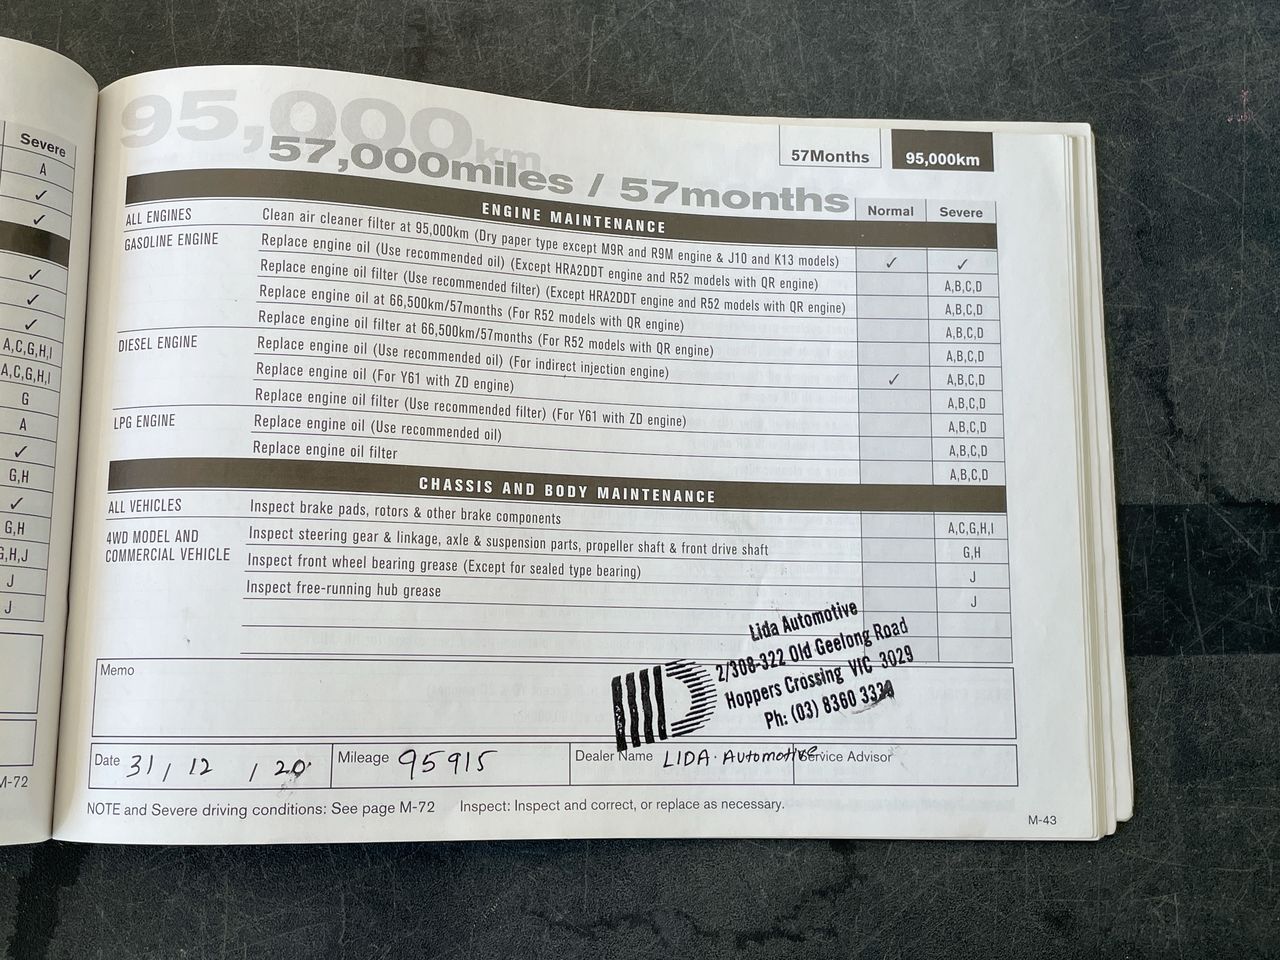 Severe
A
✓
✓
✓
✓
✓
A,C,G,H,I
A,C,G,H,I
G
A
✓
G,H
✓
G,H
G,H,J
J
J
M-72
95,000km
57,000miles / 57months
57Months
95,000km
ENGINE MAINTENANCE
Normal Severe
ALL ENGINES Clean air cleaner filter at 95,000km (Dry paper type except M9R and R9M engine & J10 and K13 models) ✓ ✓
GASOLINE ENGINE Replace engine oil (Use recommended oil) (Except HRA2DDT engine and R52 models with QR engine) A,B,C,D
Replace engine oil filter (Use recommended filter) (Except HRA2DDT engine and R52 models with QR engine) A,B,C,D
Replace engine oil at 66,500km/57months (For R52 models with QR engine) A,B,C,D
Replace engine oil filter at 66,500km/57months (For R52 models with QR engine) A,B,C,D
DIESEL ENGINE Replace engine oil (Use recommended oil) (For indirect injection engine) ✓ A,B,C,D
Replace engine oil (For Y61 with ZD engine) A,B,C,D
Replace engine oil filter (Use recommended filter) (For Y61 with ZD engine) A,B,C,D
LPG ENGINE Replace engine oil (Use recommended oil) A,B,C,D
Replace engine oil filter A,B,C,D
CHASSIS AND BODY MAINTENANCE
ALL VEHICLES Inspect brake pads, rotors & other brake components A,C,G,H,I
4WD MODEL AND COMMERCIAL VEHICLE Inspect steering gear & linkage, axle & suspension parts, propeller shaft & front drive shaft G,H
Inspect front wheel bearing grease (Except for sealed type bearing) J
Inspect free-running hub grease J
Memo
Lida Automotive
2/308-322 Old Geelong Road
Hoppers Crossing VIC 3029
Ph: (03) 8360 3334
Date 31 / 12 / 20 Mileage 95915 Dealer Name LIDA. Automotive Service Advisor
NOTE and Severe driving conditions: See page M-72 Inspect: Inspect and correct, or replace as necessary.
M-43